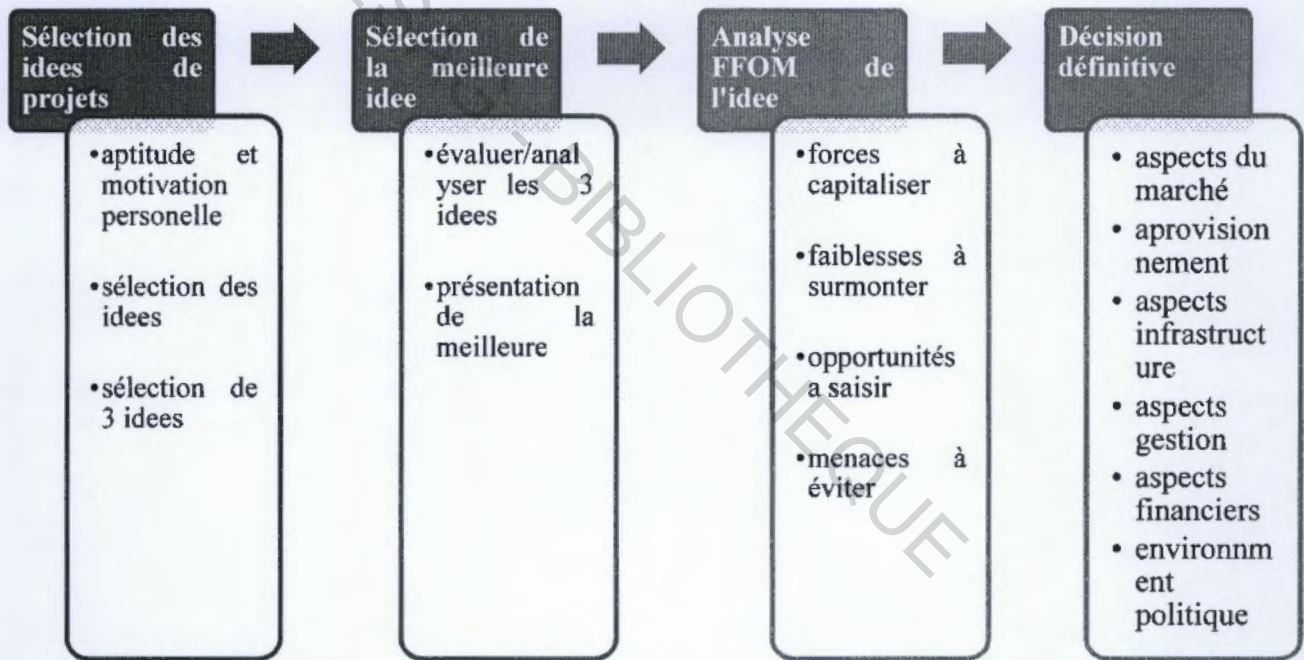 Sélection des
idees de
projets
•aptitude et
motivation
personelle
•sélection des
idees
•sélection de
3 idees
Sélection de
la meilleure
idee
•évaluer/anal
yser les 3
idees
•présentation
de la
meilleure
Analyse
FFOM de
l'idee
•forces à
capitaliser
•faiblesses à
surmonter
•opportunités
a saisir
•menaces à
éviter
Décision
définitive
• aspects du
marché
• aprovision
nement
• aspects
infrastruct
ure
• aspects
gestion
• aspects
financiers
• environnm
ent
politique
BIBLIOTHEQUE